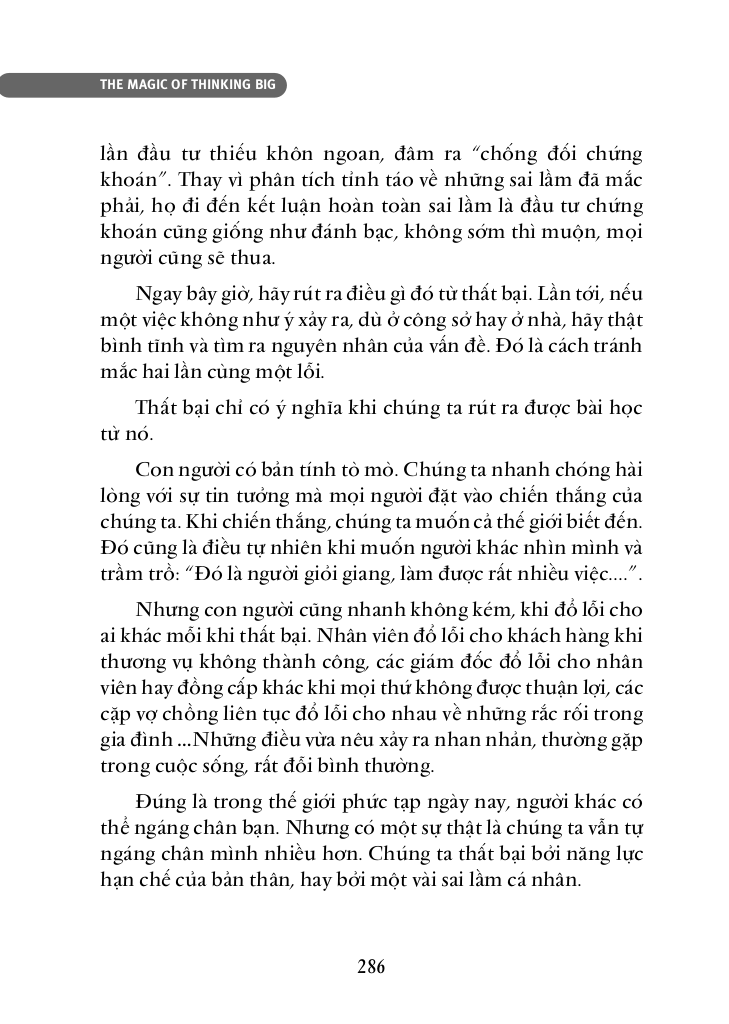 THE MAGIC OF THINKING BIG
lần đầu tư thiếu khôn ngoan, đâm ra “chống đối chứng
khoán”. Thay vì phân tích tỉnh táo về những sai lầm đã mắc
phải, họ đi đến kết luận hoàn toàn sai lầm là đầu tư chứng
khoán cũng giống như đánh bạc, không sớm thì muộn, mọi
người cũng sẽ thua.
Ngay bây giờ, hãy rút ra điều gì đó từ thất bại. Lần tới, nếu
một việc không như ý xảy ra, dù ở công sở hay ở nhà, hãy thật
bình tĩnh và tìm ra nguyên nhân của vấn đề. Đó là cách tránh
mắc hai lần cùng một lỗi.
Thất bại chỉ có ý nghĩa khi chúng ta rút ra được bài học
từ nó.
Con người có bản tính tò mò. Chúng ta nhanh chóng hài
lòng với sự tin tưởng mà mọi người đặt vào chiến thắng của
chúng ta. Khi chiến thắng, chúng ta muốn cả thế giới biết đến.
Đó cũng là điều tự nhiên khi muốn người khác nhìn mình và
trầm trồ: “Đó là người giỏi giang, làm được rất nhiều việc....”.
Nhưng con người cũng nhanh không kém, khi đổ lỗi cho
ai khác mỗi khi thất bại. Nhân viên đổ lỗi cho khách hàng khi
thương vụ không thành công, các giám đốc đổ lỗi cho nhân
viên hay đồng cấp khác khi mọi thứ không được thuận lợi, các
cặp vợ chồng liên tục đổ lỗi cho nhau về những rắc rối trong
gia đình ...Những điều vừa nêu xảy ra nhan nhản, thường gặp
trong cuộc sống, rất đỗi bình thường.
Đúng là trong thế giới phức tạp ngày nay, người khác có
thể ngáng chân bạn. Nhưng có một sự thật là chúng ta vẫn tự
ngáng chân mình nhiều hơn. Chúng ta thất bại bởi năng lực
hạn chế của bản thân, hay bởi một vài sai lầm cá nhân.
286